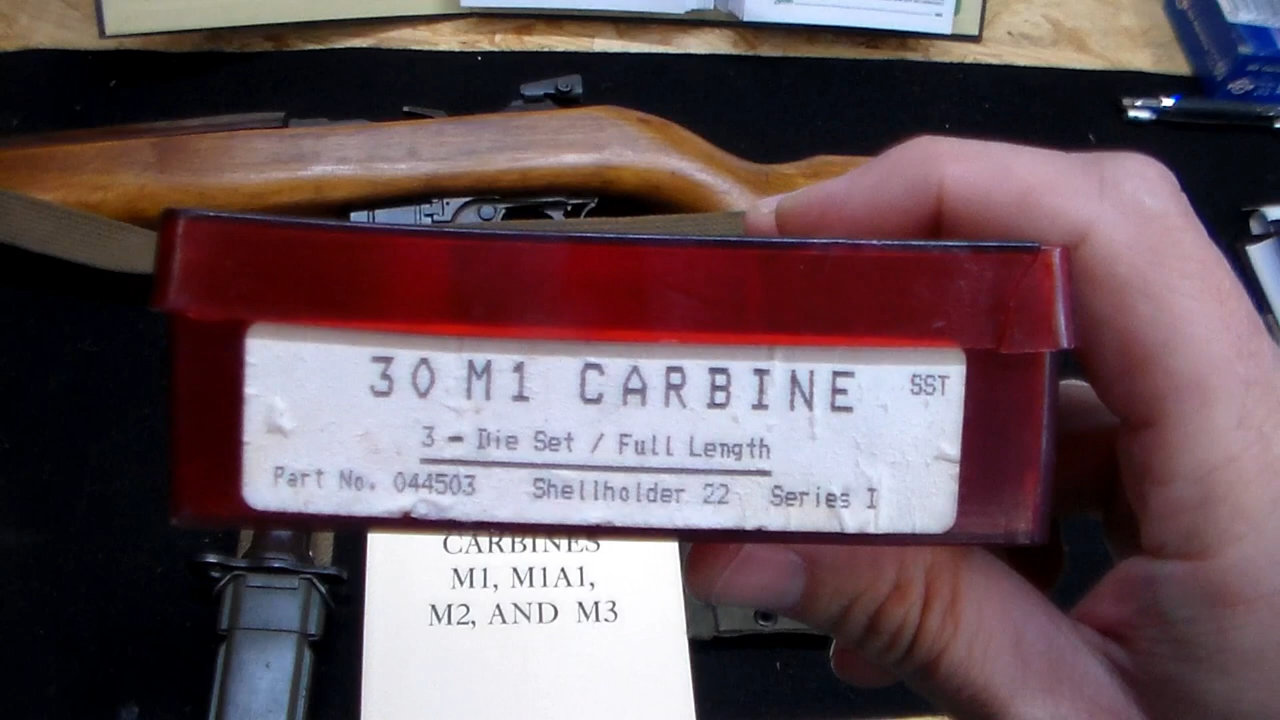 30 M1 CARBINE
SST
3 - Die Set / Full Length
Part No. 044503 Shellholder 22 Series I
CARBINES
M1, M1A1,
M2, AND M3